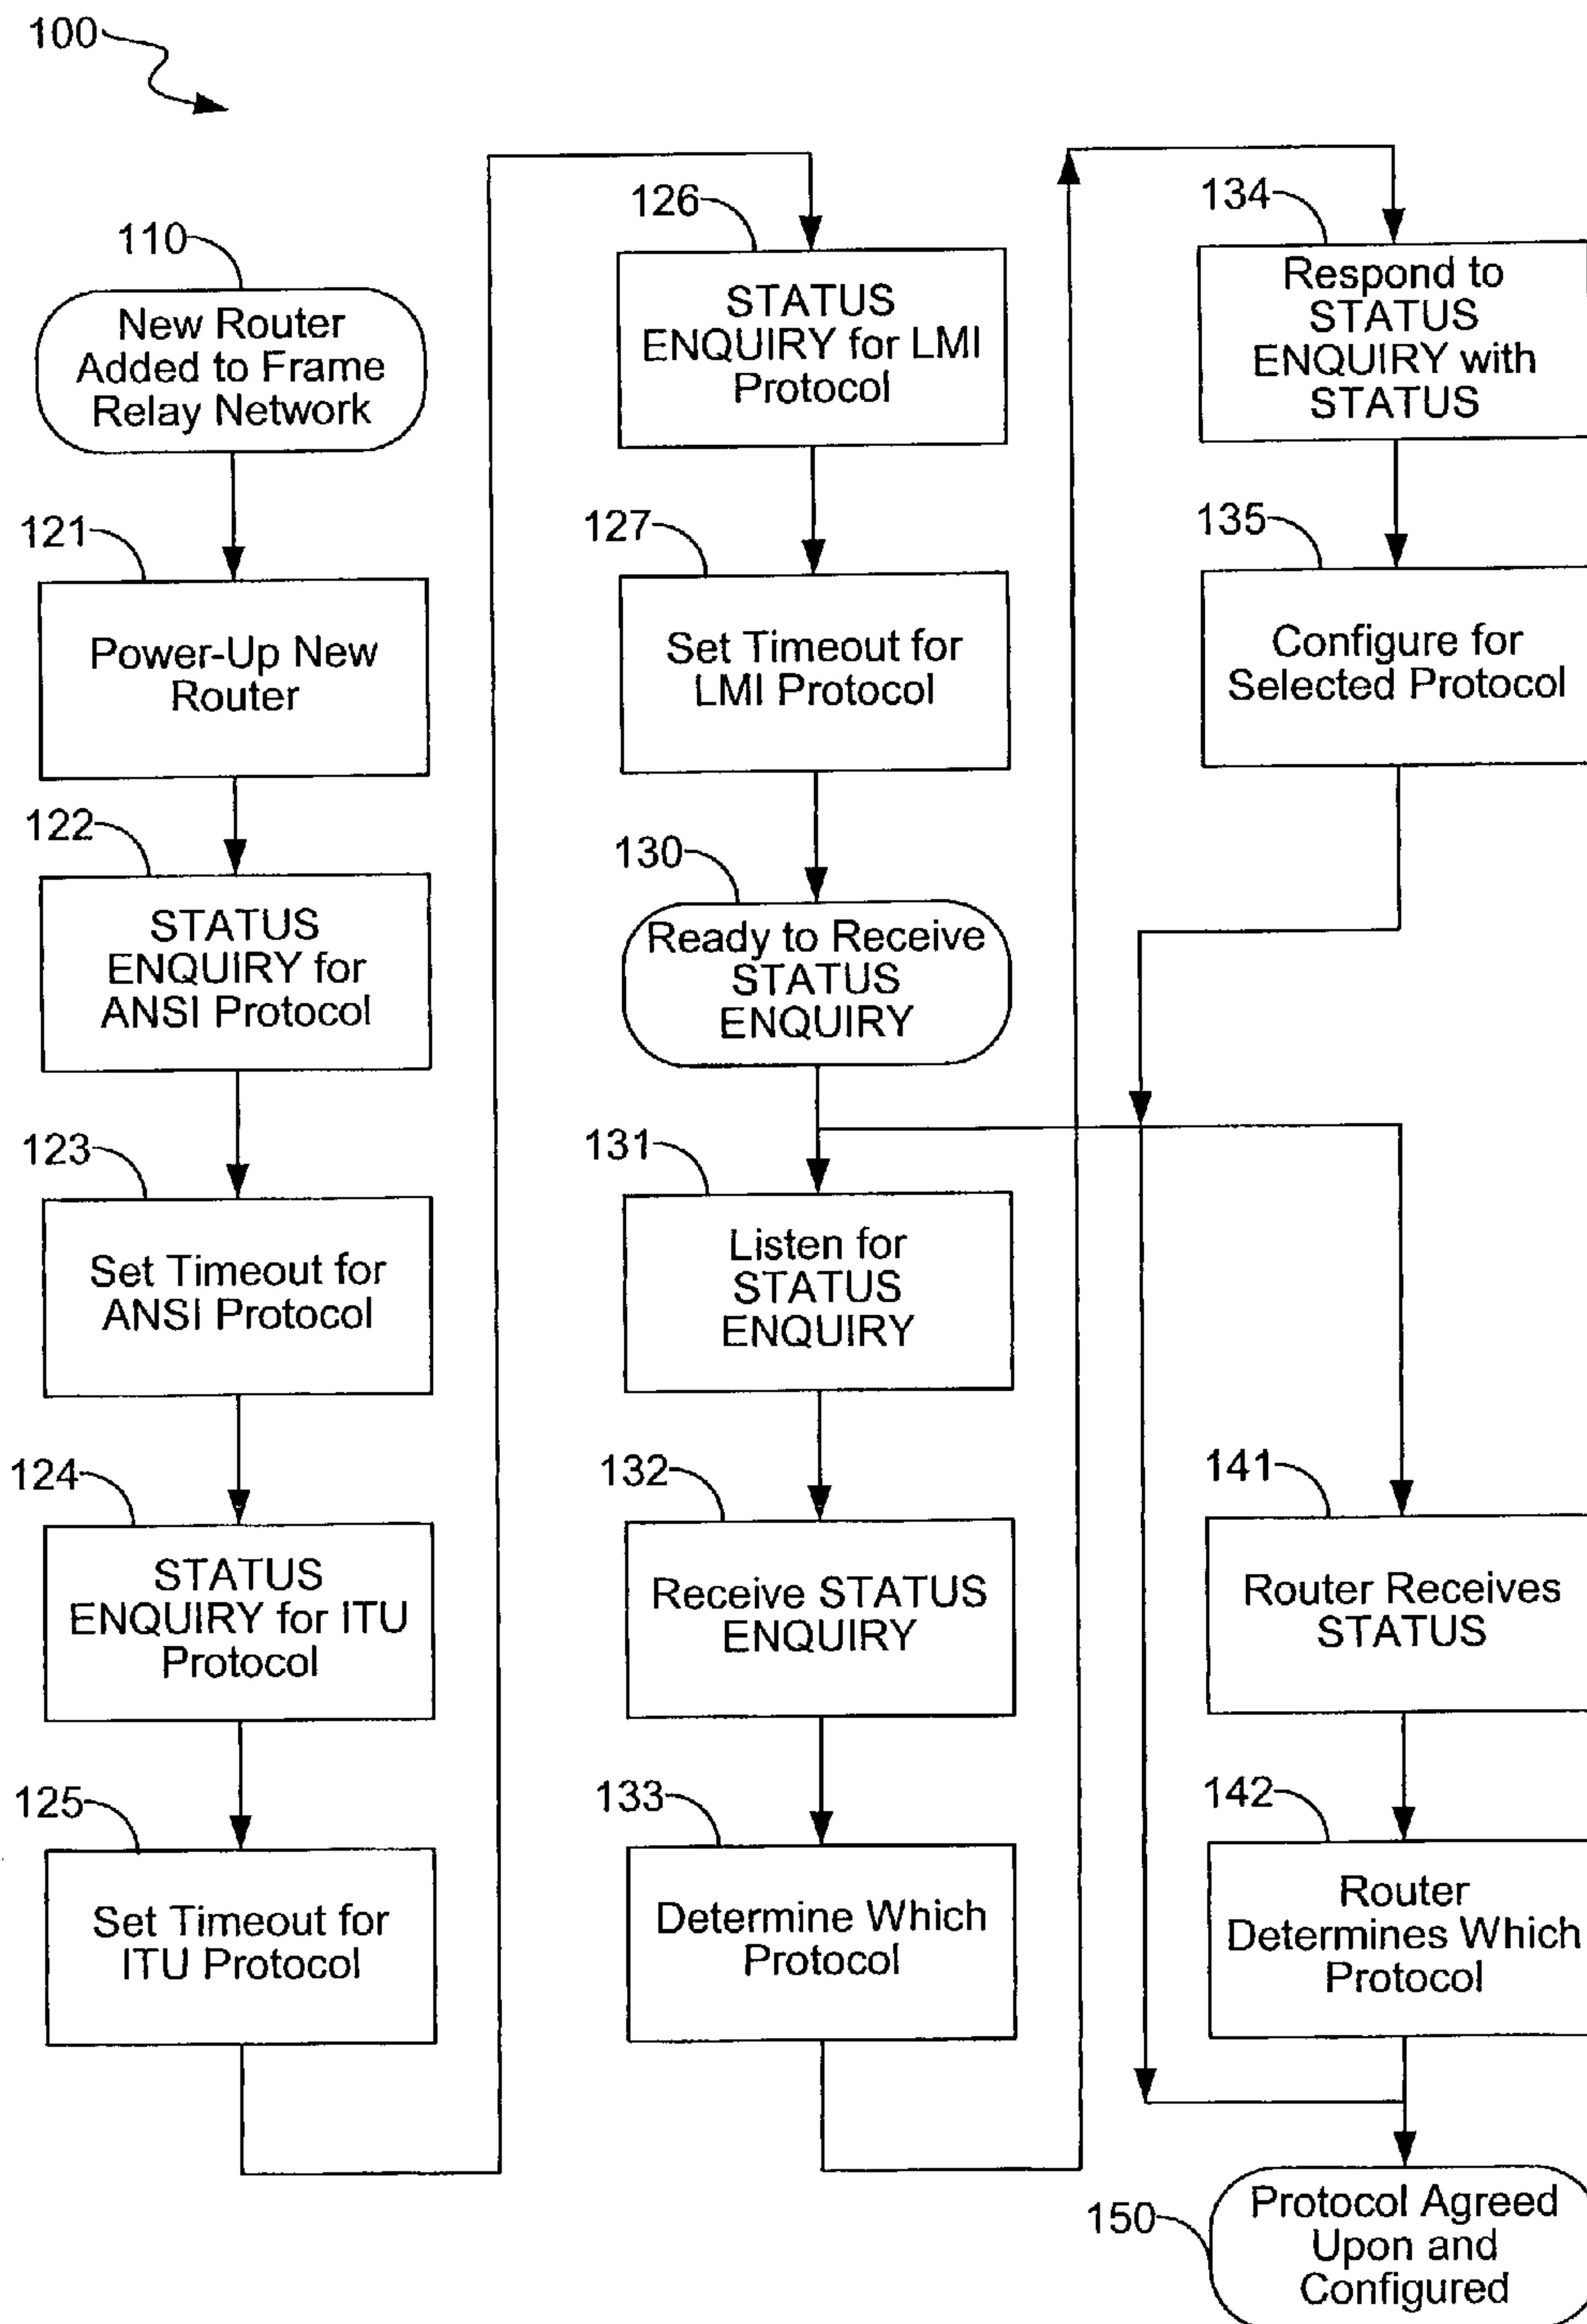 100
110
New Router
Added to Frame
Relay Network
121
Power-Up New
Router
122
STATUS
ENQUIRY for
ANSI Protocol
123
Set Timeout for
ANSI Protocol
124
STATUS
ENQUIRY for ITU
Protocol
125
Set Timeout for
ITU Protocol
126
STATUS
ENQUIRY for LMI
Protocol
127
Set Timeout for
LMI Protocol
130
Ready to Receive
STATUS
ENQUIRY
131
Listen for
STATUS
ENQUIRY
132
Receive STATUS
ENQUIRY
133
Determine Which
Protocol
134
Respond to
STATUS
ENQUIRY with
STATUS
135
Configure for
Selected Protocol
141
Router Receives
STATUS
142
Router
Determines Which
Protocol
150
Protocol Agreed
Upon and
Configured